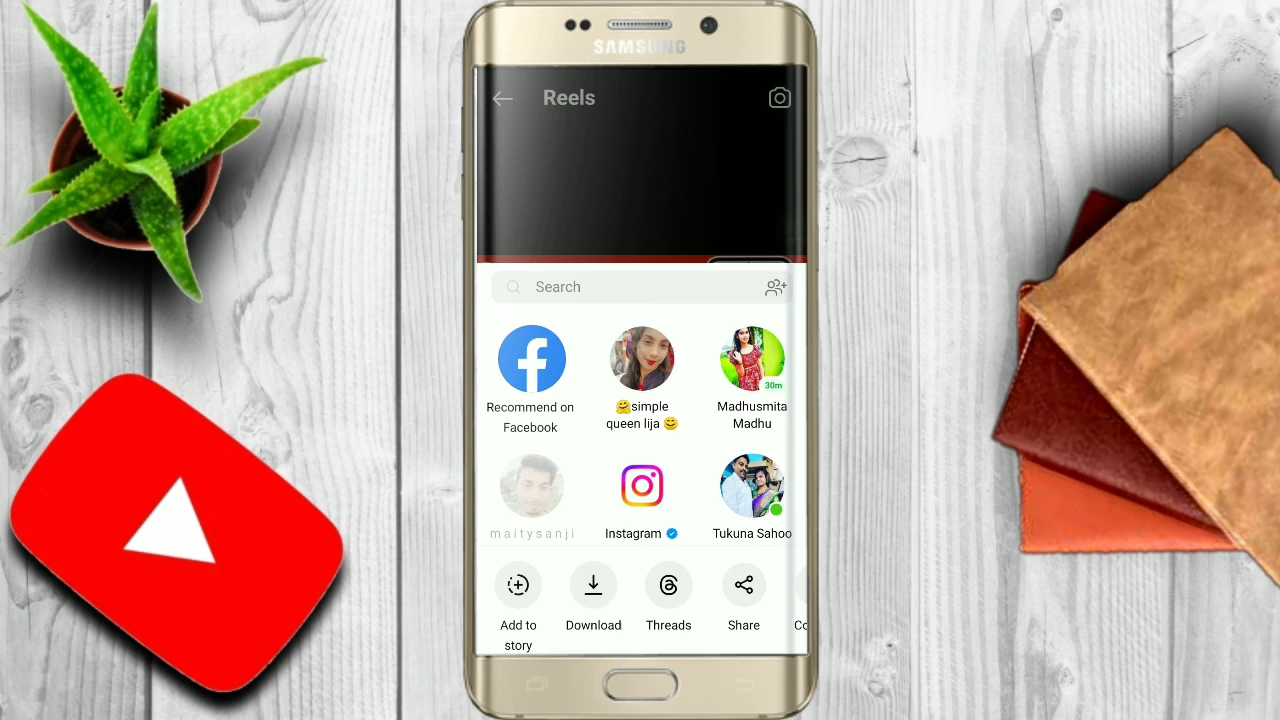 SAMSUNG
Reels
Search
Recommend on
Facebook
🤗simple
queen lija 😊
30m
Madhusmita
Madhu
maitysanji
Instagram
Tukuna Sahoo
Add to
story
Download
Threads
Share
Co